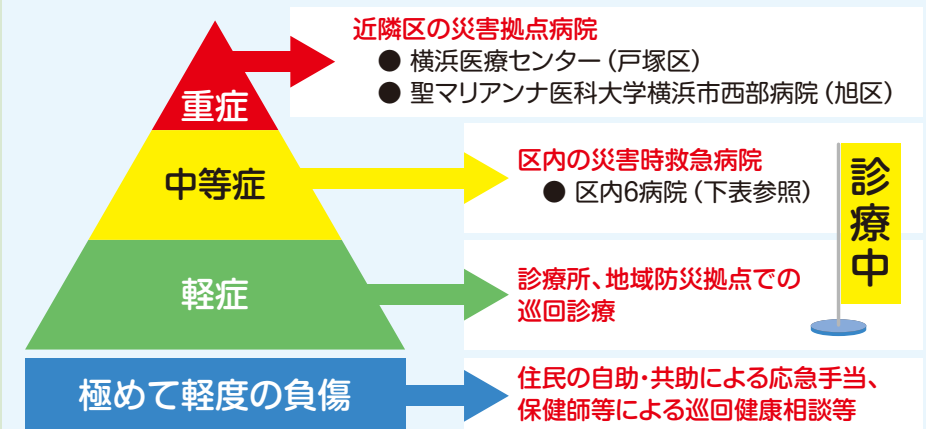 重症
近隣区の災害拠点病院
● 横浜医療センター（戸塚区）
● 聖マリアンナ医科大学横浜市西部病院（旭区）
中等症
区内の災害時救急病院
● 区内6病院（下表参照）
診療中
軽症
診療所、地域防災拠点での
巡回診療
極めて軽度の負傷
住民の自助・共助による応急手当、
保健師等による巡回健康相談等